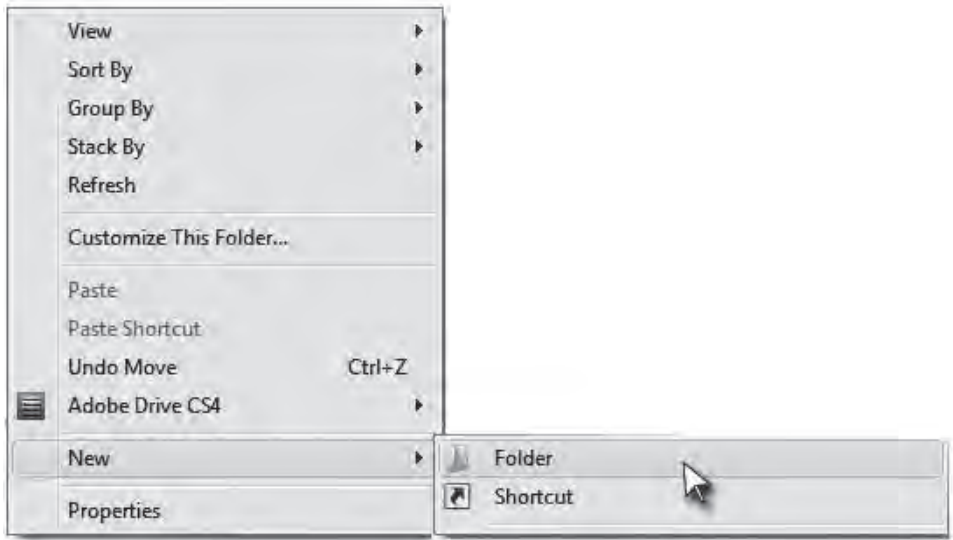 View
Sort By
Group By
Stack By
Refresh
Customize This Folder...
Paste
Paste Shortcut
Undo Move Ctrl+Z
Adobe Drive CS4
New
Folder
Shortcut
Properties